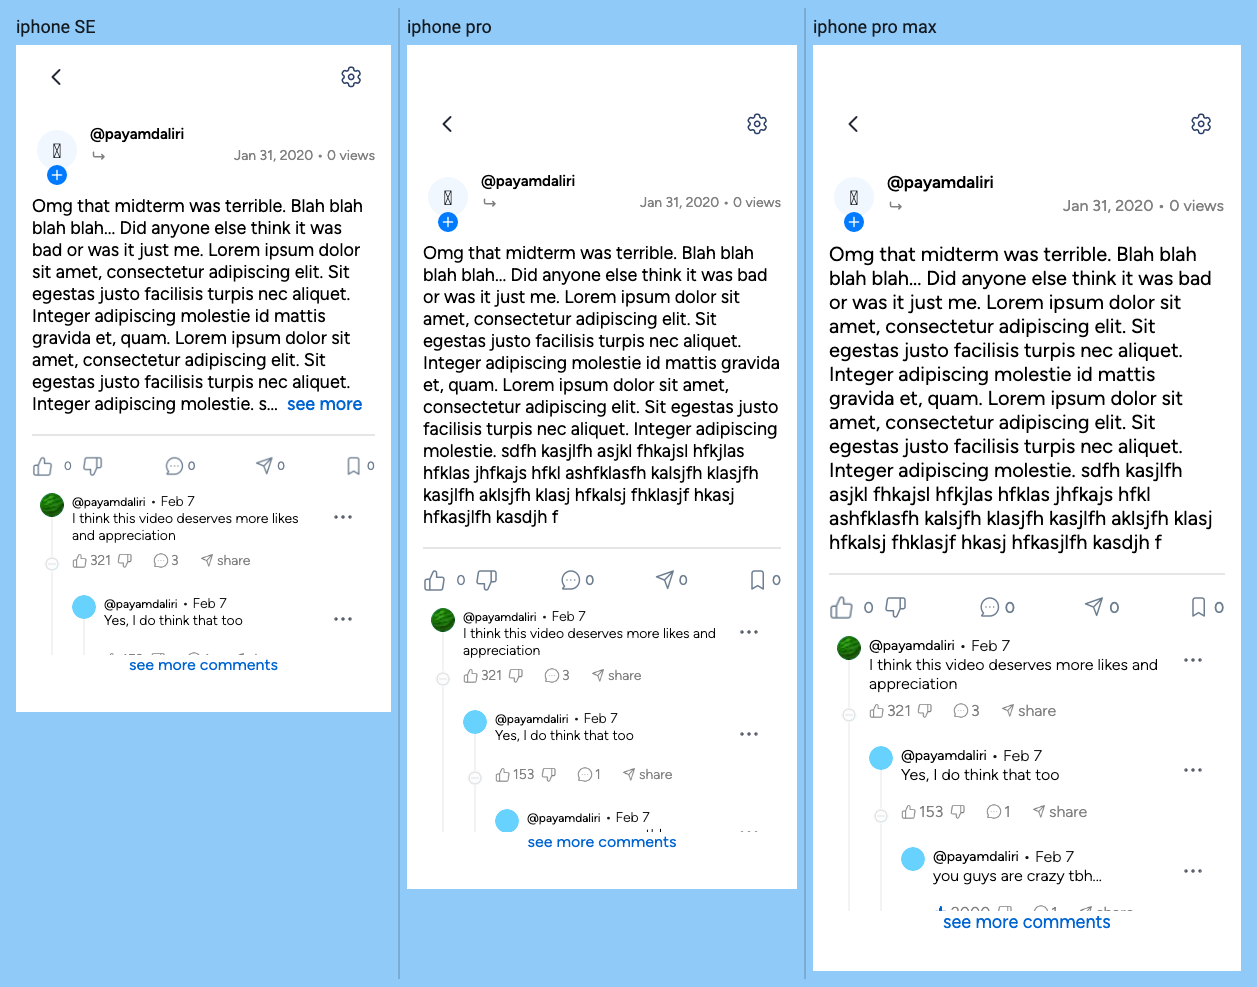 iphone SE
@payamdaliri
Jan 31, 2020 • 0 views
Omg that midterm was terrible. Blah blah
blah blah... Did anyone else think it was
bad or was it just me. Lorem ipsum dolor
sit amet, consectetur adipiscing elit. Sit
egestas justo facilisis turpis nec aliquet.
Integer adipiscing molestie id mattis
gravida et, quam. Lorem ipsum dolor sit
amet, consectetur adipiscing elit. Sit
egestas justo facilisis turpis nec aliquet.
Integer adipiscing molestie. s... see more
0 0 0 0
@payamdaliri • Feb 7
I think this video deserves more likes
and appreciation
321 3 share
@payamdaliri • Feb 7
Yes, I do think that too
see more comments
iphone pro
@payamdaliri
Jan 31, 2020 • 0 views
Omg that midterm was terrible. Blah blah
blah blah... Did anyone else think it was bad
or was it just me. Lorem ipsum dolor sit
amet, consectetur adipiscing elit. Sit
egestas justo facilisis turpis nec aliquet.
Integer adipiscing molestie id mattis gravida
et, quam. Lorem ipsum dolor sit amet,
consectetur adipiscing elit. Sit egestas justo
facilisis turpis nec aliquet. Integer adipiscing
molestie. sdfh kasjlfh asjkl fhkajsl hfkjlas
hfklas jhfkajs hfkl ashfklasfh kalsjfh klasjfh
kasjlfh aklsjfh klasj hfkalsj fhklasjf hkasj
hfkasjlfh kasdjh f
0 0 0 0
@payamdaliri • Feb 7
I think this video deserves more likes and
appreciation
321 3 share
@payamdaliri • Feb 7
Yes, I do think that too
153 1 share
@payamdaliri • Feb 7
see more comments
iphone pro max
@payamdaliri
Jan 31, 2020 • 0 views
Omg that midterm was terrible. Blah blah
blah blah... Did anyone else think it was bad
or was it just me. Lorem ipsum dolor sit
amet, consectetur adipiscing elit. Sit
egestas justo facilisis turpis nec aliquet.
Integer adipiscing molestie id mattis
gravida et, quam. Lorem ipsum dolor sit
amet, consectetur adipiscing elit. Sit
egestas justo facilisis turpis nec aliquet.
Integer adipiscing molestie. sdfh kasjlfh
asjkl fhkajsl hfkjlas hfklas jhfkajs hfkl
ashfklasfh kalsjfh klasjfh kasjlfh aklsjfh klasj
hfkalsj fhklasjf hkasj hfkasjlfh kasdjh f
0 0 0 0
@payamdaliri • Feb 7
I think this video deserves more likes and
appreciation
321 3 share
@payamdaliri • Feb 7
Yes, I do think that too
153 1 share
@payamdaliri • Feb 7
you guys are crazy tbh...
see more comments